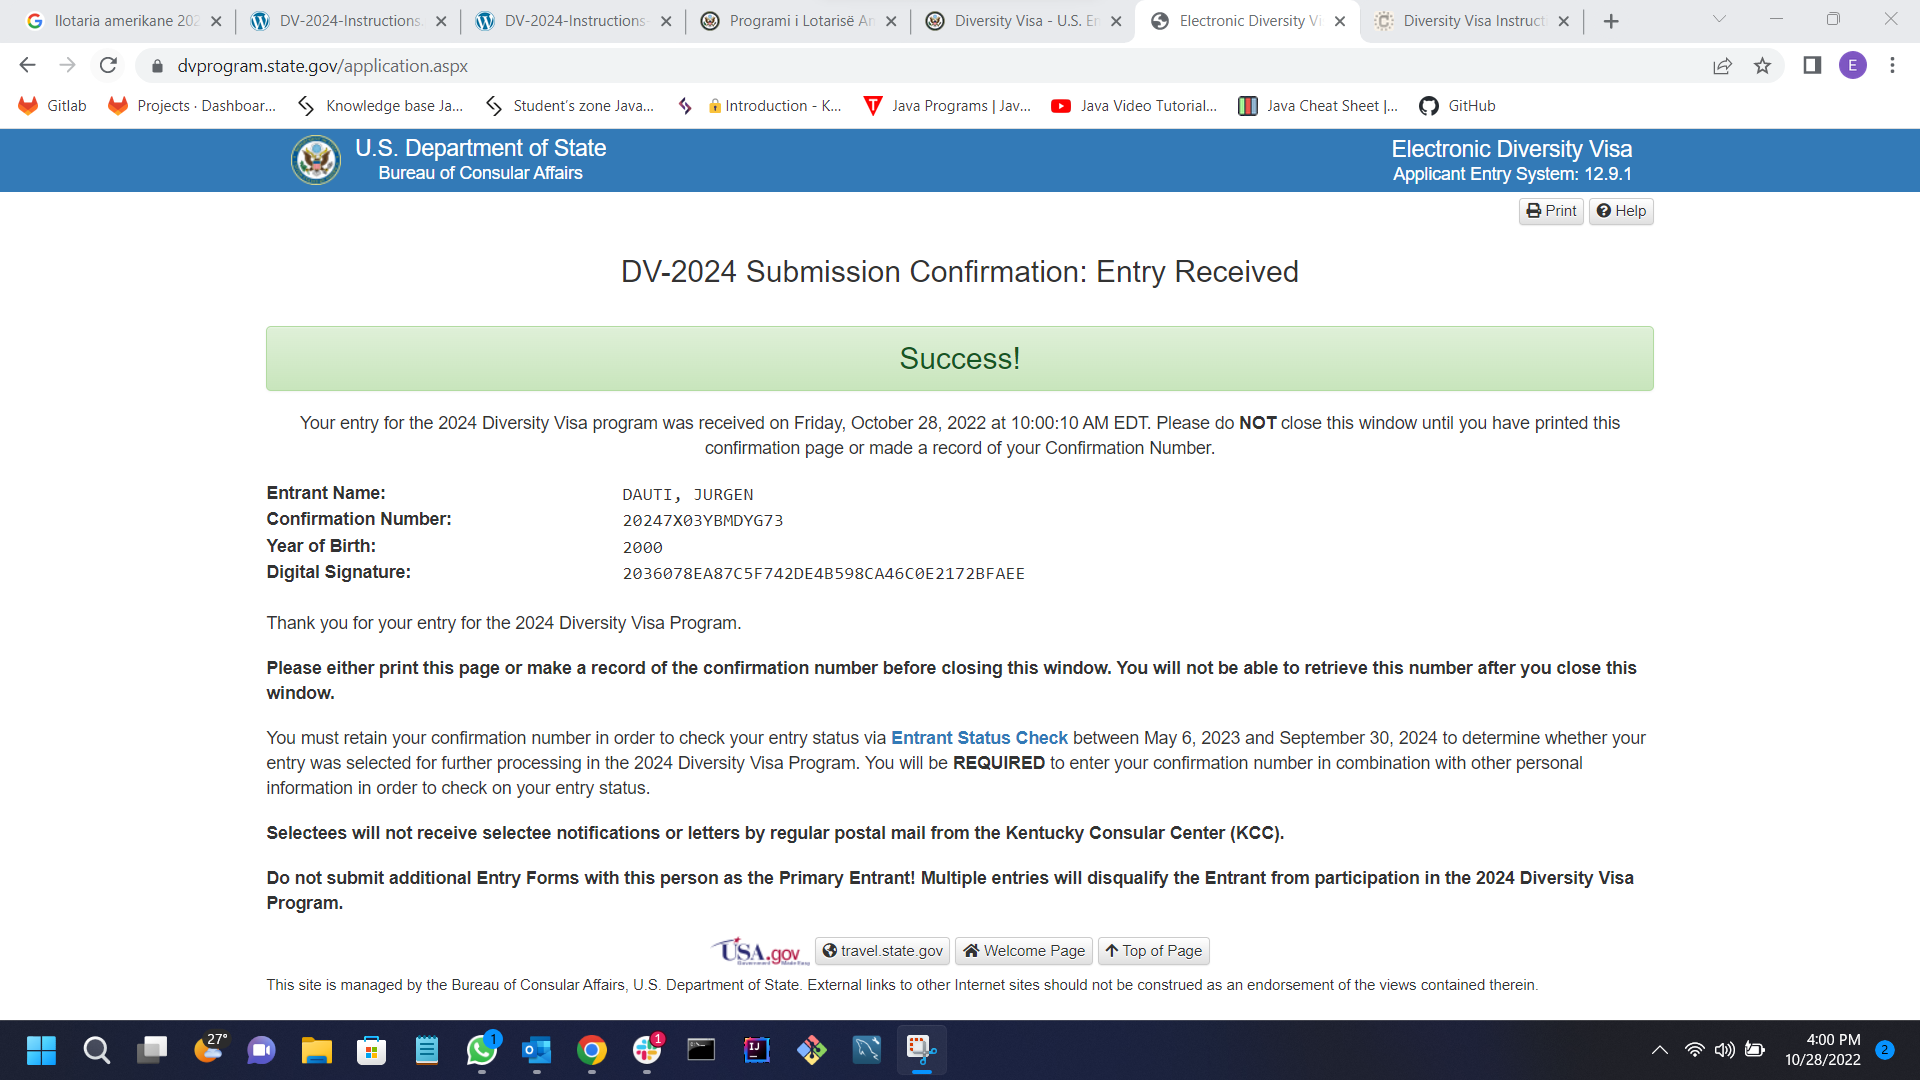 Ilotaria amerikane 202
DV-2024-Instructions.
DV-2024-Instructions-
Programi i Lotarisë An
Diversity Visa - U.S. Em
Electronic Diversity Vi
Diversity Visa Instruct
dvprogram.state.gov/application.aspx
E
Gitlab
Projects · Dashboar...
Knowledge base Ja...
Student's zone Java...
Introduction - K...
Java Programs | Jav...
Java Video Tutorial...
Java Cheat Sheet |...
GitHub
U.S. Department of State
Bureau of Consular Affairs
Electronic Diversity Visa
Applicant Entry System: 12.9.1
Print
Help
DV-2024 Submission Confirmation: Entry Received
Success!
Your entry for the 2024 Diversity Visa program was received on Friday, October 28, 2022 at 10:00:10 AM EDT. Please do NOT close this window until you have printed this
confirmation page or made a record of your Confirmation Number.
Entrant Name: DAUTI, JURGEN
Confirmation Number: 20247X03YBMDYG73
Year of Birth: 2000
Digital Signature: 2036078EA87C5F742DE4B598CA46C0E2172BFAEE
Thank you for your entry for the 2024 Diversity Visa Program.
Please either print this page or make a record of the confirmation number before closing this window. You will not be able to retrieve this number after you close this
window.
You must retain your confirmation number in order to check your entry status via Entrant Status Check between May 6, 2023 and September 30, 2024 to determine whether your
entry was selected for further processing in the 2024 Diversity Visa Program. You will be REQUIRED to enter your confirmation number in combination with other personal
information in order to check on your entry status.
Selectees will not receive selectee notifications or letters by regular postal mail from the Kentucky Consular Center (KCC).
Do not submit additional Entry Forms with this person as the Primary Entrant! Multiple entries will disqualify the Entrant from participation in the 2024 Diversity Visa
Program.
USA.gov
travel.state.gov
Welcome Page
Top of Page
This site is managed by the Bureau of Consular Affairs, U.S. Department of State. External links to other Internet sites should not be construed as an endorsement of the views contained therein.
27°
1
1
IJ
4:00 PM
10/28/2022
2